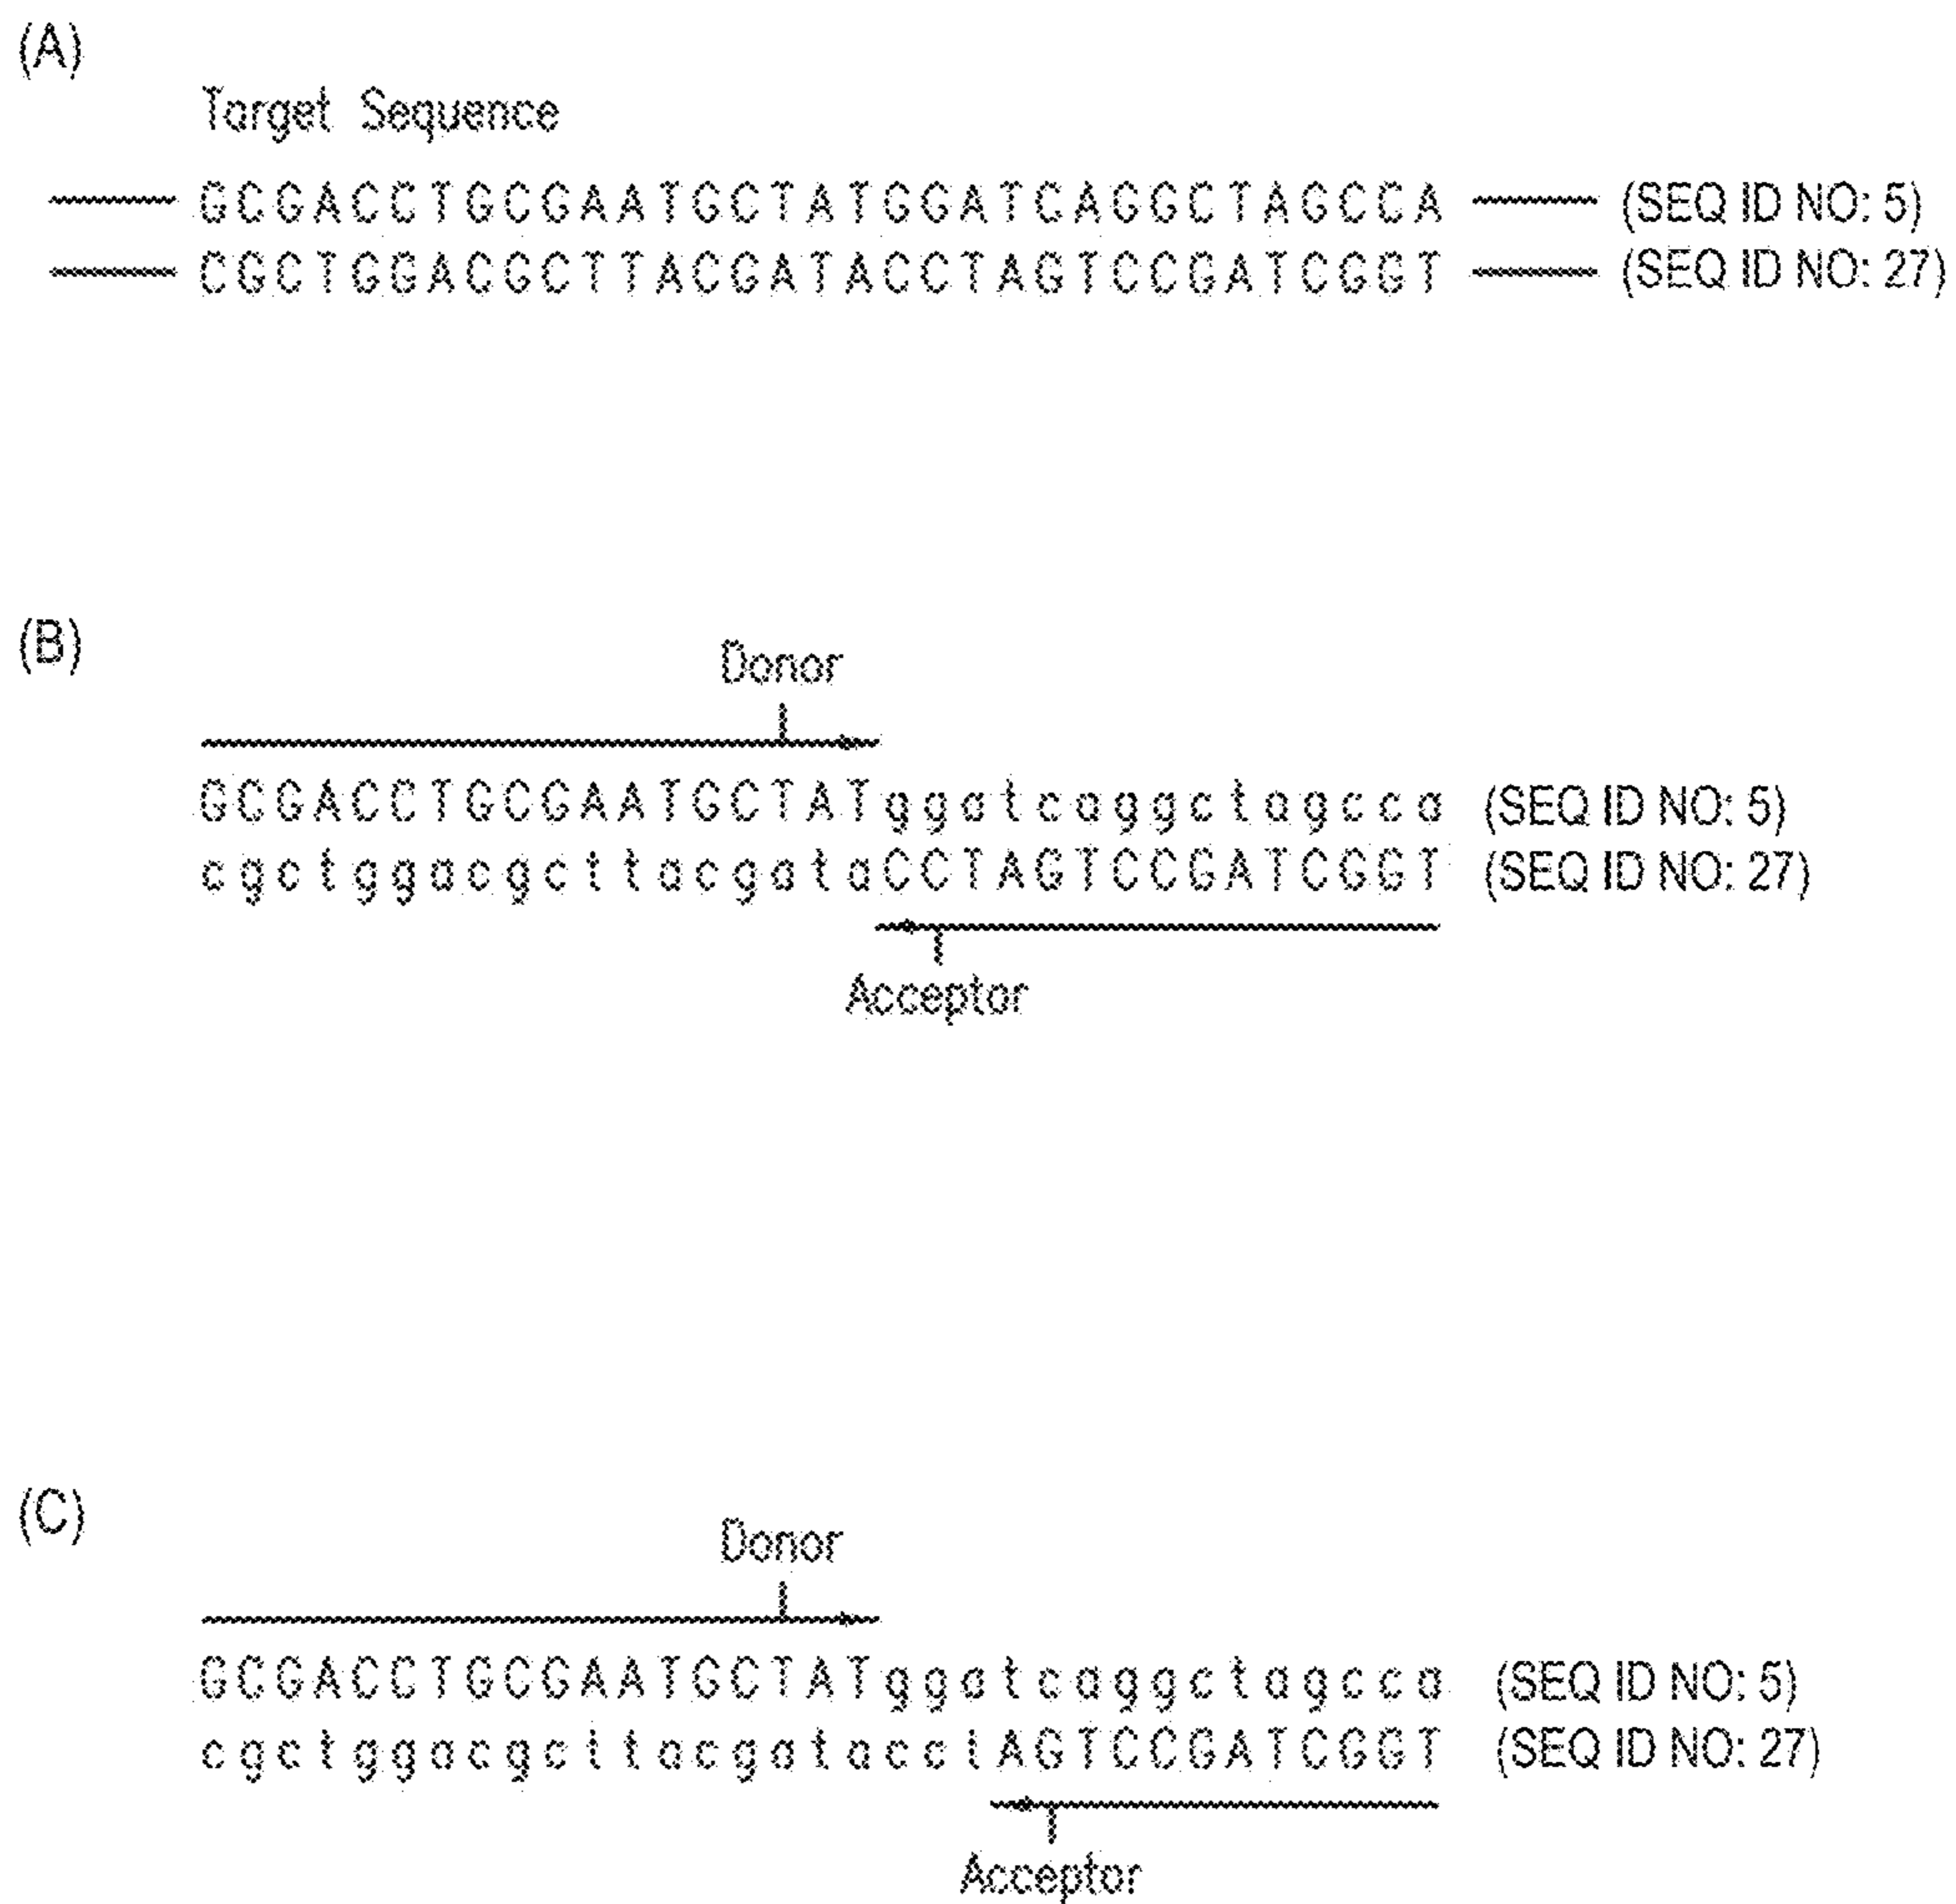 (A)
Target Sequence
GCGACCTGCGAATGCTATGGATCAGGCTAGCCA (SEQ ID NO: 5)
CGCTGGACGCTTACGATACCTAGTCCGATCGGT (SEQ ID NO: 27)
(B)
Donor
GCGACCTGCGAATGCTATggatcaggctagcca (SEQ ID NO: 5)
cgctggacgcttacgataCCTAGTCCGATCGGT (SEQ ID NO: 27)
Acceptor
(C)
Donor
GCGACCTGCGAATGCTATggatcaggctagcca (SEQ ID NO: 5)
cgctggacgcttacgatacctAGTCCGATCGGT (SEQ ID NO: 27)
Acceptor